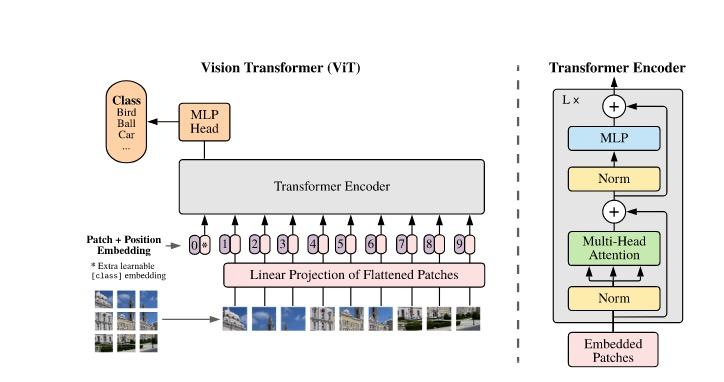 Vision Transformer (ViT)
Class
Bird
Ball
Car
...
MLP
Head
Transformer Encoder
Patch + Position
Embedding
0 * 1 2 3 4 5 6 7 8 9
* Extra learnable
[class] embedding
Linear Projection of Flattened Patches
Transformer Encoder
L ×
+
MLP
Norm
+
Multi-Head
Attention
Norm
Embedded
Patches